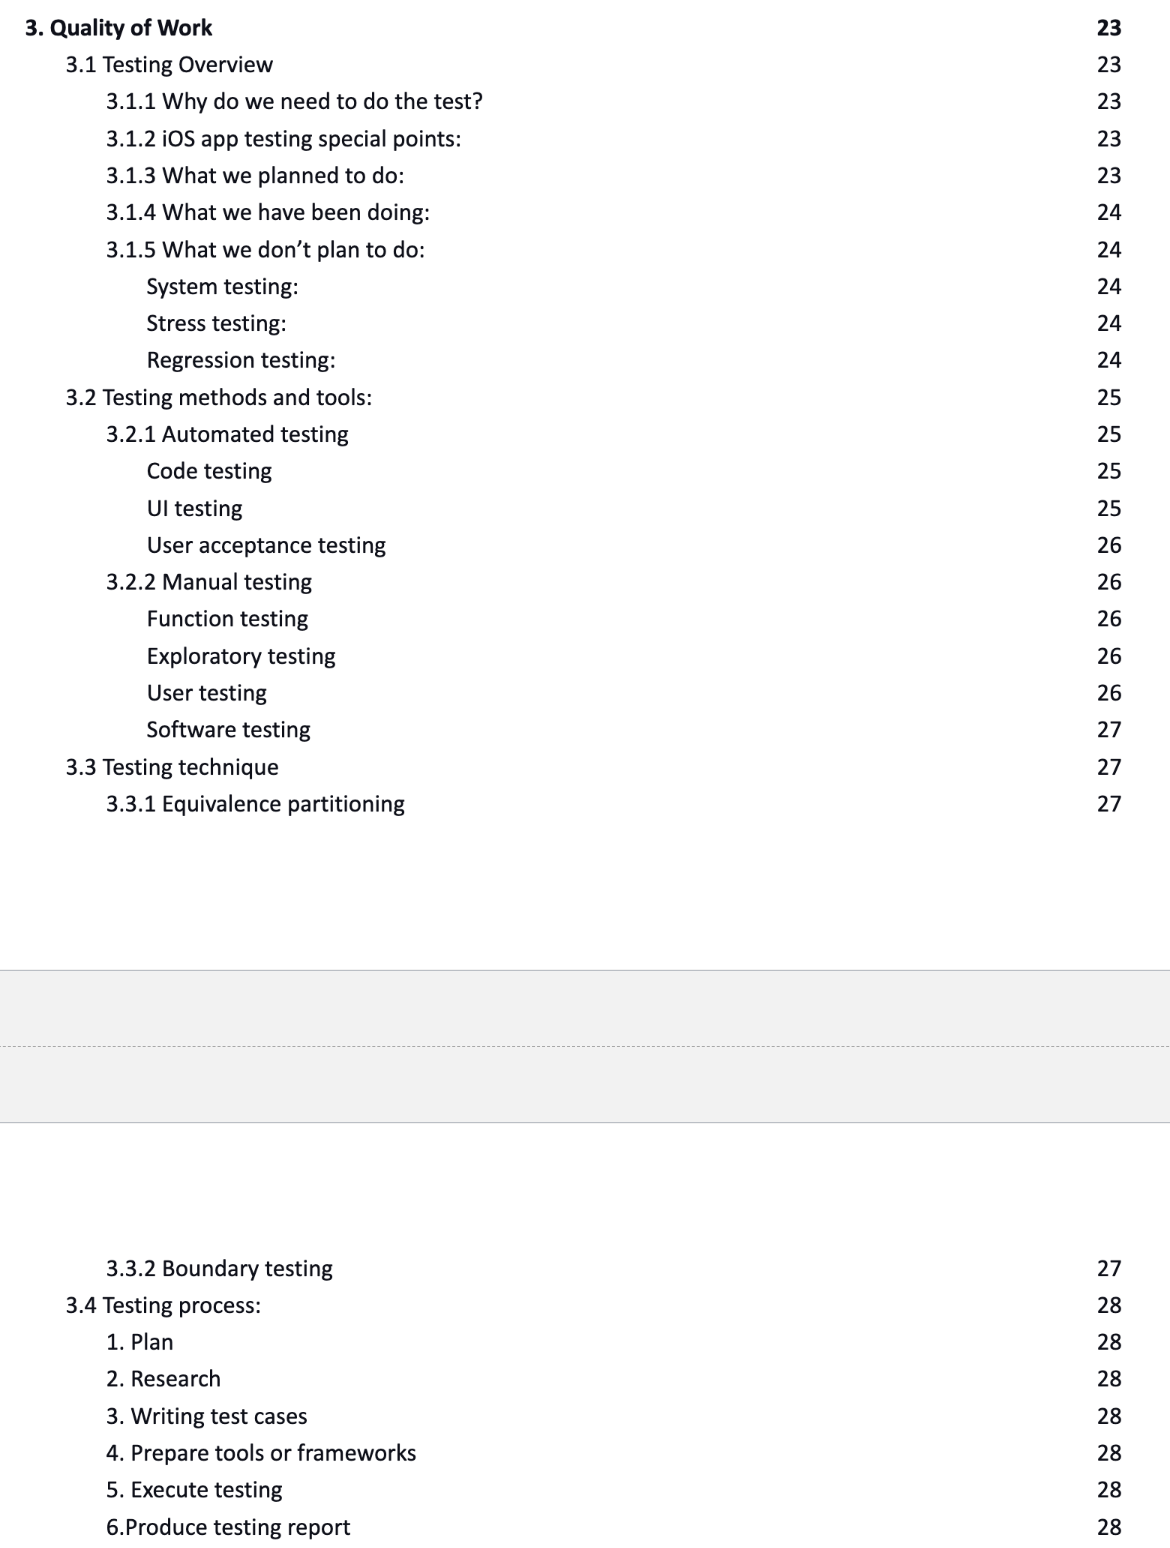 3. Quality of Work 23
3.1 Testing Overview 23
3.1.1 Why do we need to do the test? 23
3.1.2 iOS app testing special points: 23
3.1.3 What we planned to do: 23
3.1.4 What we have been doing: 24
3.1.5 What we don’t plan to do: 24
System testing: 24
Stress testing: 24
Regression testing: 24
3.2 Testing methods and tools: 25
3.2.1 Automated testing 25
Code testing 25
UI testing 25
User acceptance testing 26
3.2.2 Manual testing 26
Function testing 26
Exploratory testing 26
User testing 26
Software testing 27
3.3 Testing technique 27
3.3.1 Equivalence partitioning 27
3.3.2 Boundary testing 27
3.4 Testing process: 28
1. Plan 28
2. Research 28
3. Writing test cases 28
4. Prepare tools or frameworks 28
5. Execute testing 28
6.Produce testing report 28